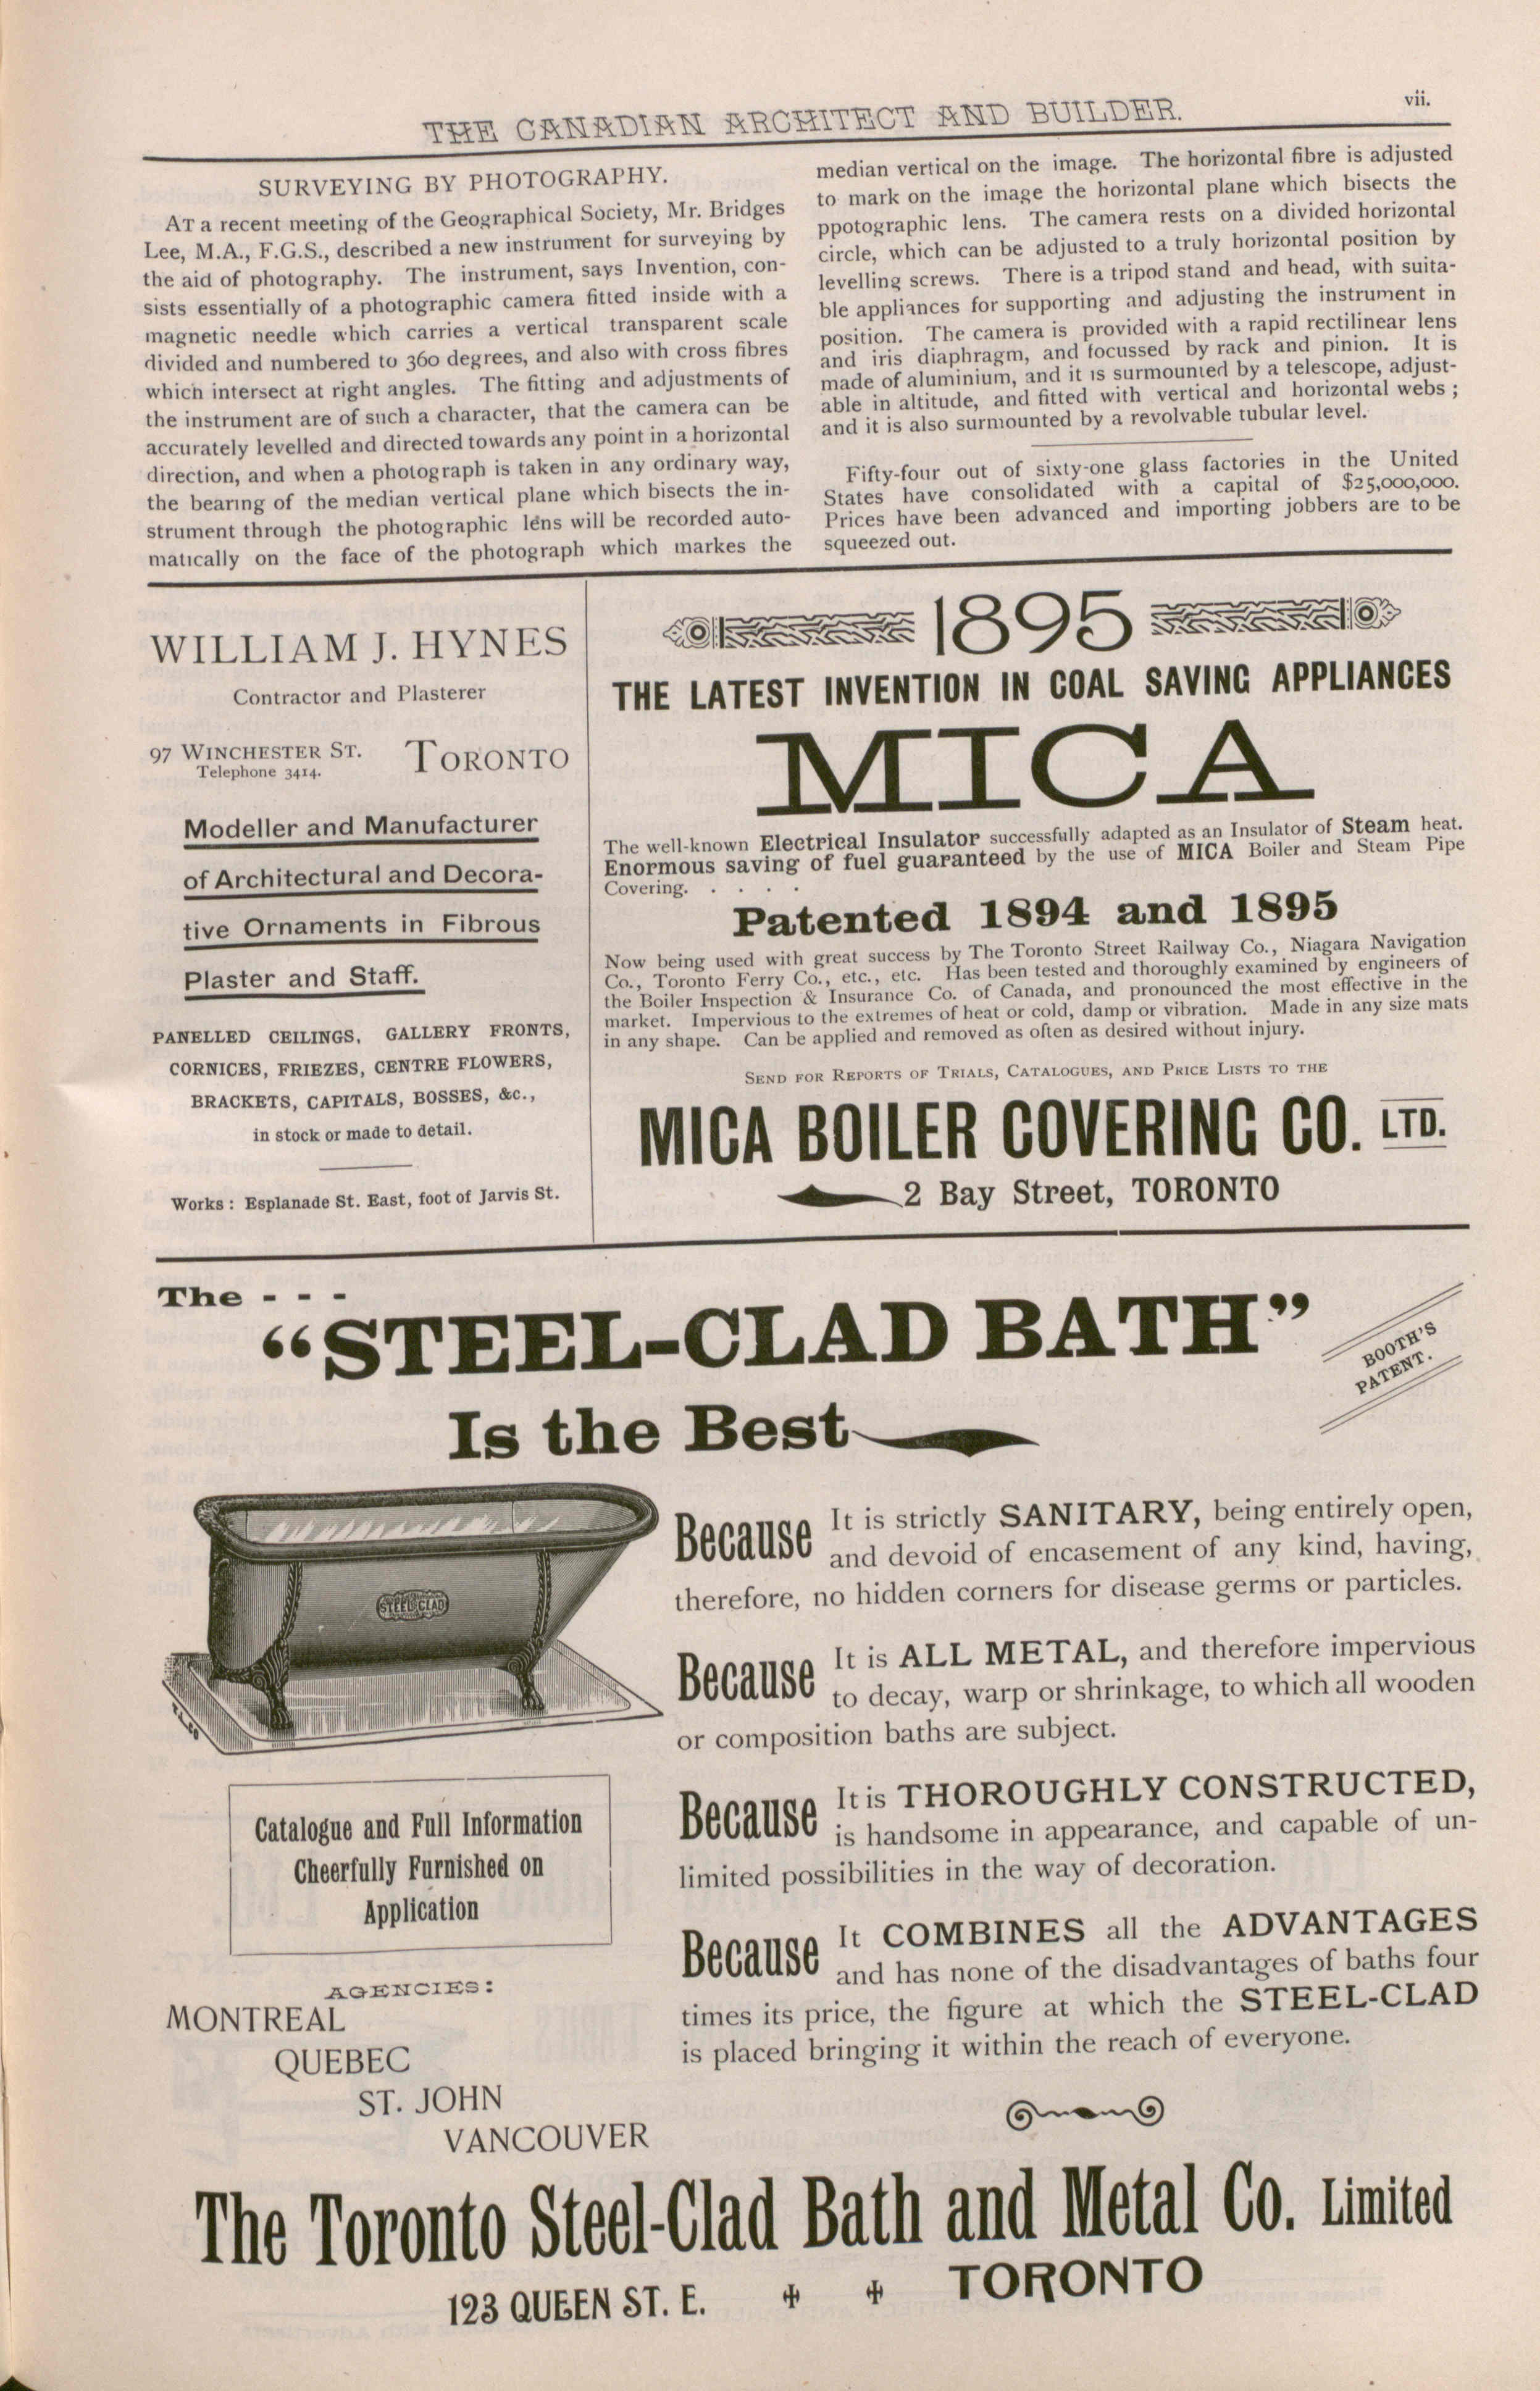 THE CANADIAN ARCHITECT AND BUILDER.
vii.
SURVEYING BY PHOTOGRAPHY.
AT a recent meeting of the Geographical Society, Mr. Bridges
Lee, M.A., F.G.S., described a new instrument for surveying by
the aid of photography. The instrument, says Invention, con-
sists essentially of a photographic camera fitted inside with a
magnetic needle which carries a vertical transparent scale
divided and numbered to 360 degrees, and also with cross fibres
which intersect at right angles. The fitting and adjustments of
the instrument are of such a character, that the camera can be
accurately levelled and directed towards any point in a horizontal
direction, and when a photograph is taken in any ordinary way,
the bearing of the median vertical plane which bisects the in-
strument through the photographic lens will be recorded auto-
matically on the face of the photograph which markes the
median vertical on the image. The horizontal fibre is adjusted
to mark on the image the horizontal plane which bisects the
ppotographic lens. The camera rests on a divided horizontal
circle, which can be adjusted to a truly horizontal position by
levelling screws. There is a tripod stand and head, with suita-
ble appliances for supporting and adjusting the instrument in
position. The camera is provided with a rapid rectilinear lens
and iris diaphragm, and focussed by rack and pinion. It is
made of aluminium, and it is surmounted by a telescope, adjust-
able in altitude, and fitted with vertical and horizontal webs ;
and it is also surmounted by a revolvable tubular level.
Fifty-four out of sixty-one glass factories in the United
States have consolidated with a capital of $25,000,000.
Prices have been advanced and importing jobbers are to be
squeezed out.
WILLIAM J. HYNES
Contractor and Plasterer
97 WINCHESTER ST. TORONTO
Telephone 3414.
Modeller and Manufacturer
of Architectural and Decora-
tive Ornaments in Fibrous
Plaster and Staff.
PANELLED CEILINGS, GALLERY FRONTS,
CORNICES, FRIEZES, CENTRE FLOWERS,
BRACKETS, CAPITALS, BOSSES, &c.,
in stock or made to detail.
Works : Esplanade St. East, foot of Jarvis St.
1895
THE LATEST INVENTION IN COAL SAVING APPLIANCES
MICA
The well-known Electrical Insulator successfully adapted as an Insulator of Steam heat.
Enormous saving of fuel guaranteed by the use of MICA Boiler and Steam Pipe
Covering. . . . .
Patented 1894 and 1895
Now being used with great success by The Toronto Street Railway Co., Niagara Navigation
Co., Toronto Ferry Co., etc., etc. Has been tested and thoroughly examined by engineers of
the Boiler Inspection & Insurance Co. of Canada, and pronounced the most effective in the
market. Impervious to the extremes of heat or cold, damp or vibration. Made in any size mats
in any shape. Can be applied and removed as often as desired without injury.
SEND FOR REPORTS OF TRIALS, CATALOGUES, AND PRICE LISTS TO THE
MICA BOILER COVERING CO. LTD.
2 Bay Street, TORONTO
The - - -
“STEEL-CLAD BATH”
BOOTH'S
PATENT.
Is the Best
STEEL CLAD
Because It is strictly SANITARY, being entirely open,
and devoid of encasement of any kind, having,
therefore, no hidden corners for disease germs or particles.
Because It is ALL METAL, and therefore impervious
to decay, warp or shrinkage, to which all wooden
or composition baths are subject.
Because It is THOROUGHLY CONSTRUCTED,
is handsome in appearance, and capable of un-
limited possibilities in the way of decoration.
Because It COMBINES all the ADVANTAGES
and has none of the disadvantages of baths four
times its price, the figure at which the STEEL-CLAD
is placed bringing it within the reach of everyone.
Catalogue and Full Information
Cheerfully Furnished on
Application
AGENCIES:
MONTREAL
QUEBEC
ST. JOHN
VANCOUVER
The Toronto Steel-Clad Bath and Metal Co. Limited
123 QUEEN ST. E. TORONTO